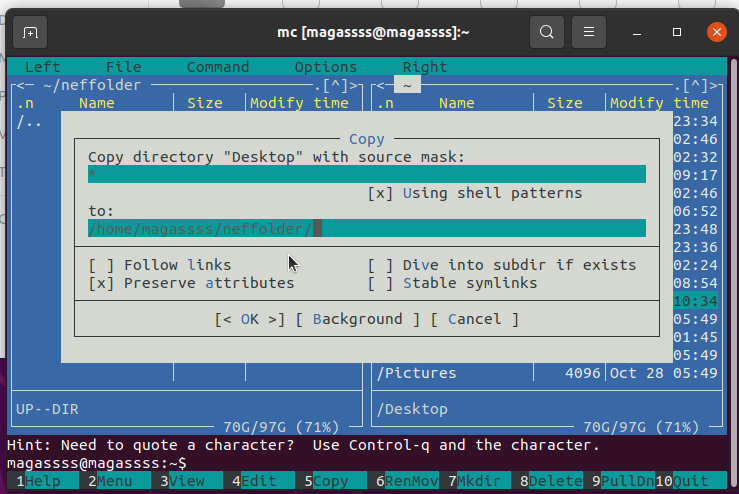 mc [magassss@magassss]:~
Left File Command Options Right
<─ ~/neffolder .[^]> <─ ~ .[^]>
.n Name Size Modify time .n Name Size Modify time
/.. 23:34
02:46
Copy
02:32
Copy directory "Desktop" with source mask:
09:17
*
02:46
[x] Using shell patterns
06:52
to:
23:48
/home/magassss/neffolder/
23:36
[ ] Follow links [ ] Dive into subdir if exists
02:24
[x] Preserve attributes [ ] Stable symlinks
08:54
10:34
[< OK >] [ Background ] [ Cancel ]
05:49
01:45
05:49
/Pictures 4096 Oct 28 05:49
UP--DIR /Desktop
70G/97G (71%) 70G/97G (71%)
Hint: Need to quote a character? Use Control-q and the character.
magassss@magassss:~$
1Help 2Menu 3View 4Edit 5Copy 6RenMov 7Mkdir 8Delete 9PullDn 10Quit